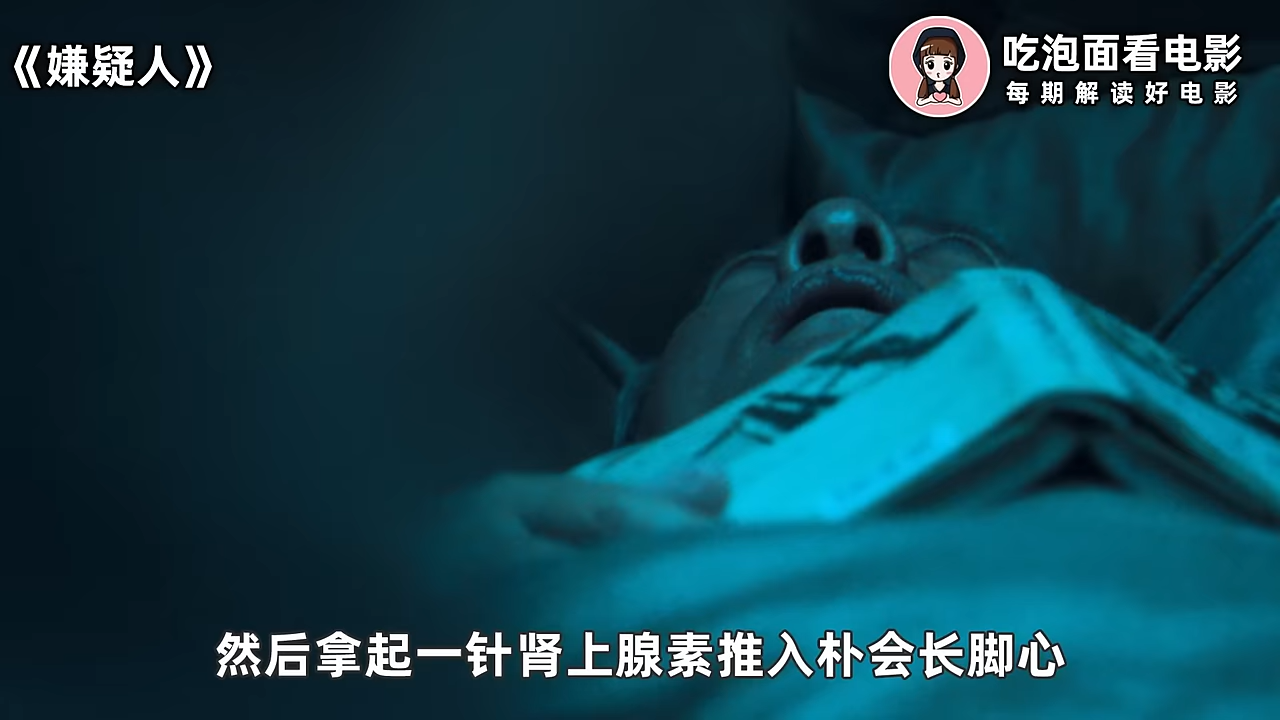 《嫌疑人》
吃泡面看电影
每期解读好电影
然后拿起一针肾上腺素推入朴会长脚心